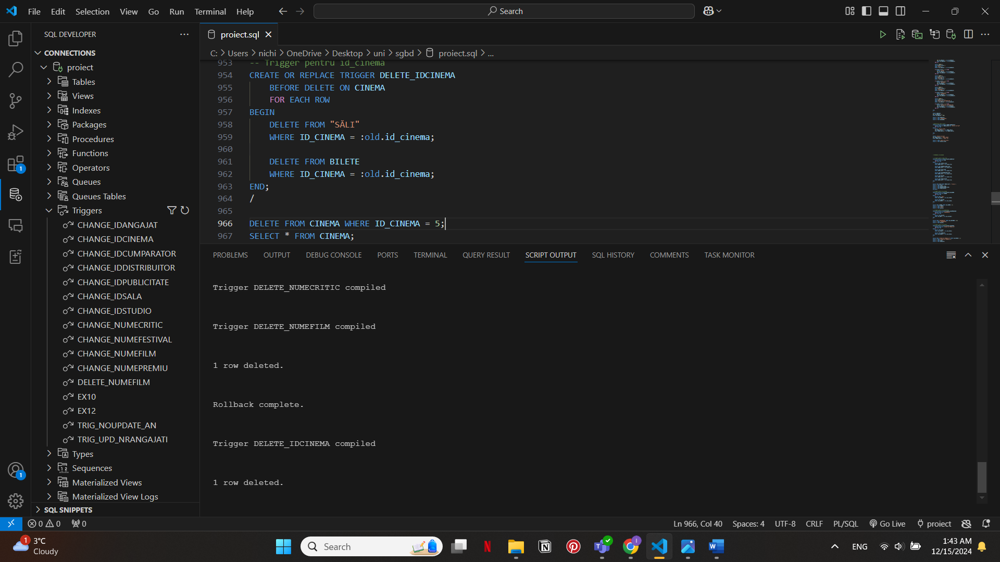 File Edit Selection View Go Run Terminal Help
Search
SQL DEVELOPER
CONNECTIONS
proiect
Tables
Views
Indexes
Packages
Procedures
Functions
Operators
Queues
Queues Tables
Triggers
CHANGE_IDANGAJAT
CHANGE_IDCINEMA
CHANGE_IDCUMPARATOR
CHANGE_IDDISTRIBUITOR
CHANGE_IDPUBLICITATE
CHANGE_IDSALA
CHANGE_IDSTUDIO
CHANGE_NUMECRITIC
CHANGE_NUMEFESTIVAL
CHANGE_NUMEFILM
CHANGE_NUMEPREMIU
DELETE_NUMEFILM
EX10
EX12
TRIG_NOUPDATE_AN
TRIG_UPD_NRANGAJATI
Types
Sequences
Materialized Views
Materialized View Logs
SQL SNIPPETS
1
1
proiect.sql
C: > Users > nichi > OneDrive > Desktop > uni > sgbd > proiect.sql > ...
953 -- Trigger pentru id_cinema
954 CREATE OR REPLACE TRIGGER DELETE_IDCINEMA
955 BEFORE DELETE ON CINEMA
956 FOR EACH ROW
957 BEGIN
958 DELETE FROM "SĂLI"
959 WHERE ID_CINEMA = :old.id_cinema;
960
961 DELETE FROM BILETE
962 WHERE ID_CINEMA = :old.id_cinema;
963 END;
964 /
965
966 DELETE FROM CINEMA WHERE ID_CINEMA = 5;
967 SELECT * FROM CINEMA;
PROBLEMS OUTPUT DEBUG CONSOLE PORTS TERMINAL QUERY RESULT SCRIPT OUTPUT SQL HISTORY COMMENTS TASK MONITOR
Trigger DELETE_NUMECRITIC compiled
Trigger DELETE_NUMEFILM compiled
1 row deleted.
Rollback complete.
Trigger DELETE_IDCINEMA compiled
1 row deleted.
0 0 0
Ln 966, Col 40 Spaces: 4 UTF-8 CRLF PL/SQL Go Live proiect
1
3°C
Cloudy
Search
ENG
1:43 AM
12/15/2024